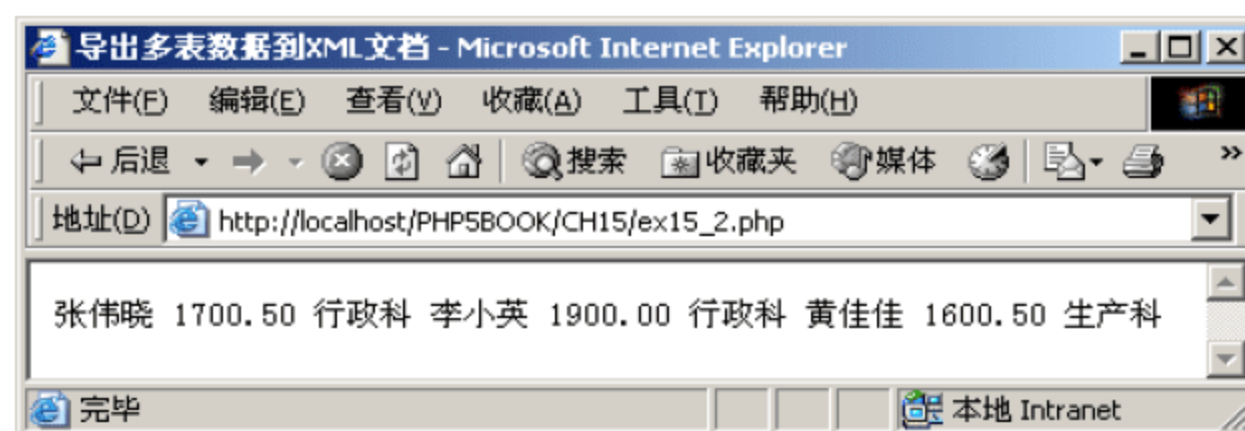 导出多表数据到XML文档 - Microsoft Internet Explorer
文件(F) 编辑(E) 查看(V) 收藏(A) 工具(T) 帮助(H)
后退 搜索 收藏夹 媒体 »
地址(D) http://localhost/PHP5BOOK/CH15/ex15_2.php
张伟晓 1700.50 行政科 李小英 1900.00 行政科 黄佳佳 1600.50 生产科
完毕 本地 Intranet